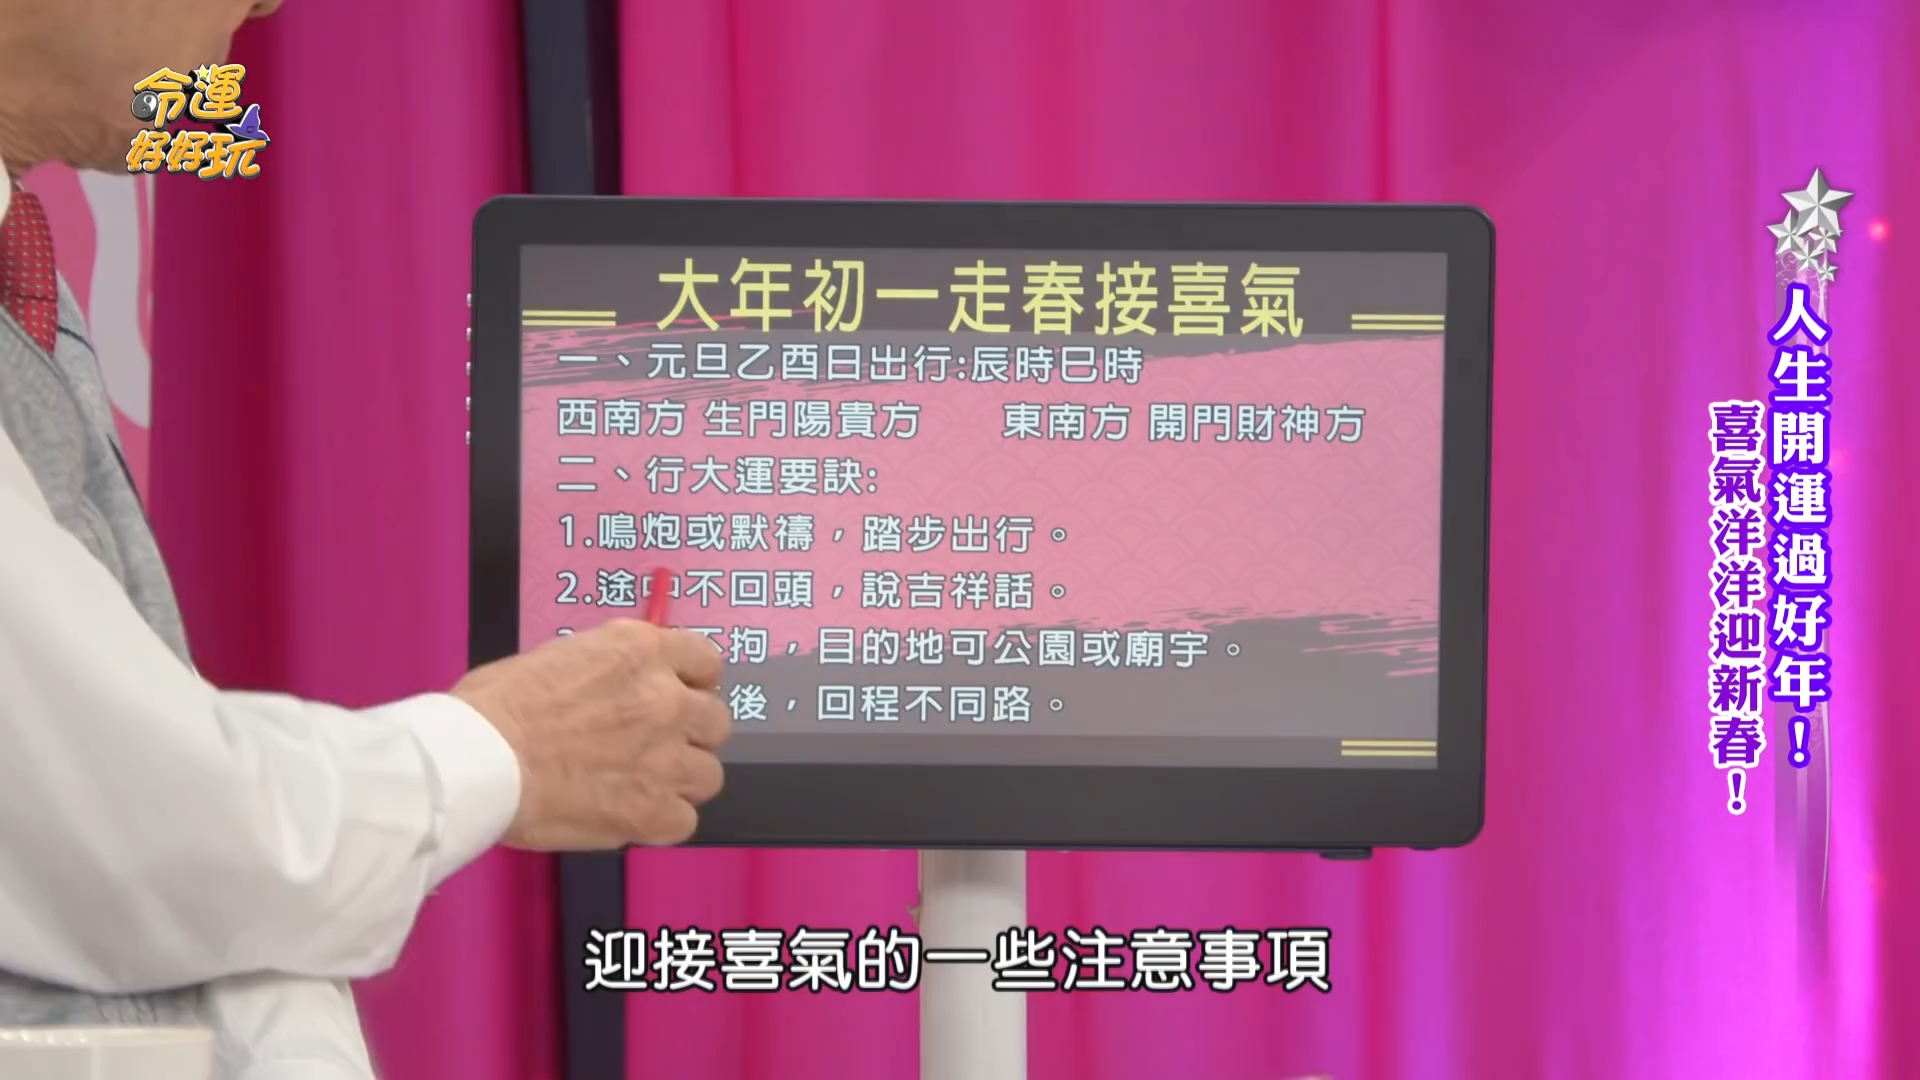 命運
好好玩
大年初一走春接喜氣
一、元旦乙酉日出行:辰時巳時
西南方 生門陽貴方 東南方 開門財神方
二、行大運要訣:
1.鳴炮或默禱，踏步出行。
2.途中不回頭，說吉祥話。
不拘，目的地可公園或廟宇。
後，回程不同路。
人生開運過好年！
喜氣洋洋迎新春！
迎接喜氣的一些注意事項